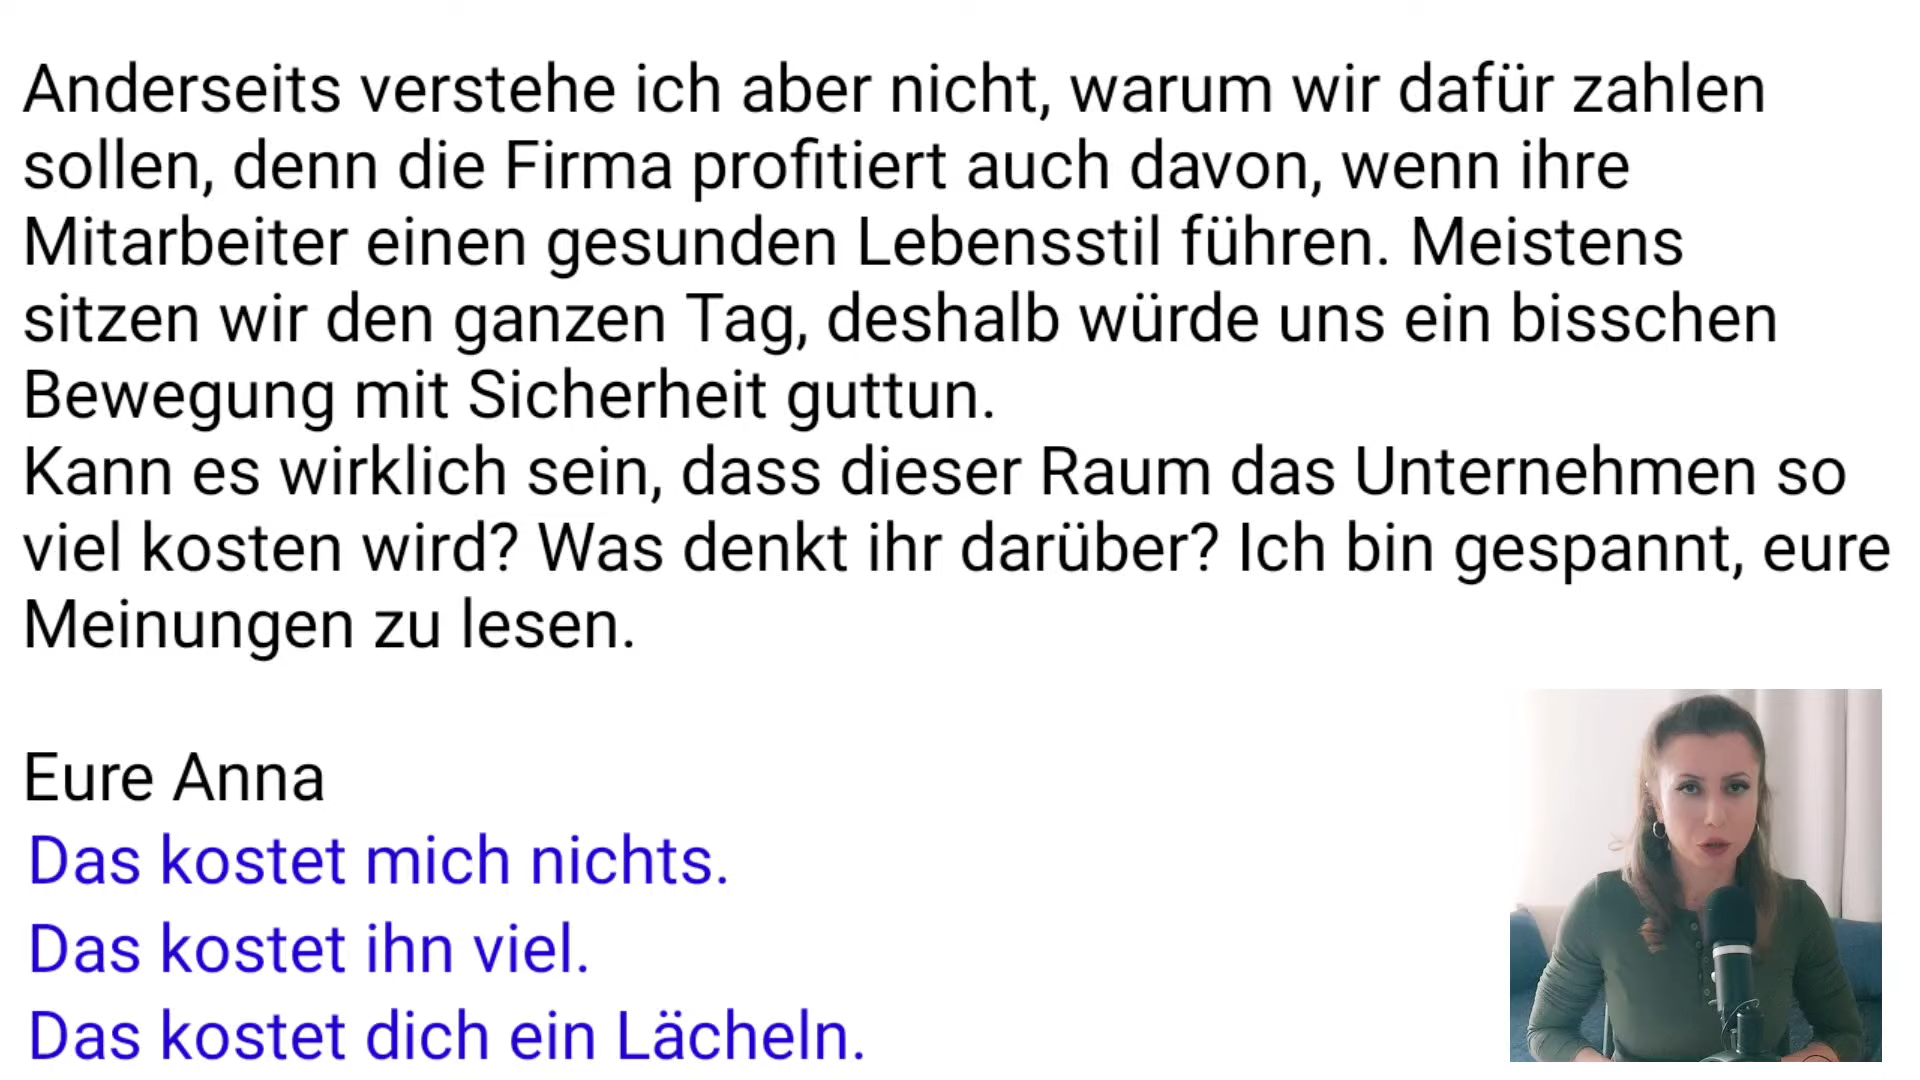 Anderseits verstehe ich aber nicht, warum wir dafür zahlen
sollen, denn die Firma profitiert auch davon, wenn ihre
Mitarbeiter einen gesunden Lebensstil führen. Meistens
sitzen wir den ganzen Tag, deshalb würde uns ein bisschen
Bewegung mit Sicherheit guttun.
Kann es wirklich sein, dass dieser Raum das Unternehmen so
viel kosten wird? Was denkt ihr darüber? Ich bin gespannt, eure
Meinungen zu lesen.
Eure Anna
Das kostet mich nichts.
Das kostet ihn viel.
Das kostet dich ein Lächeln.